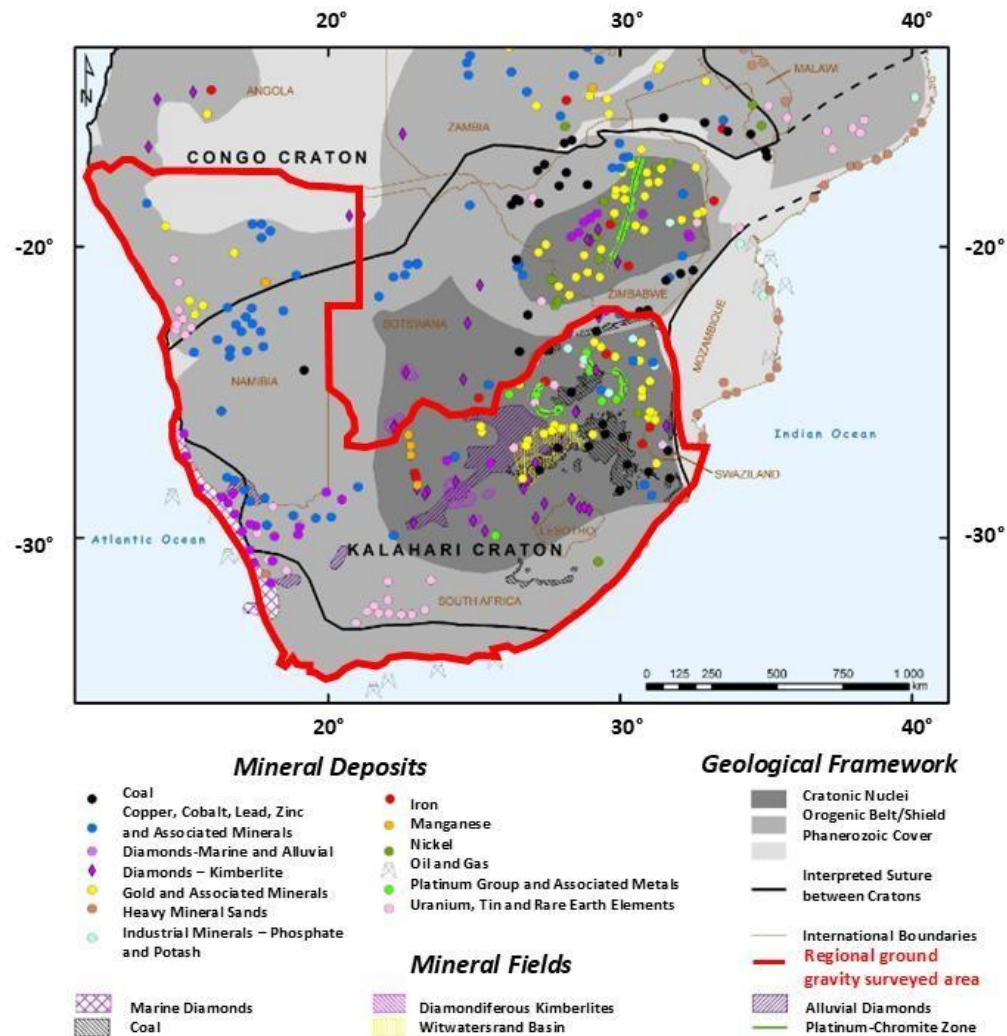 20°
30°
40°
ANGOLA
MALAWI
ZAMBIA
CONGO CRATON
-20°
-20°
ZIMBABWE
BOTSWANA
MOZAMBIQUE
NAMIBIA
Indian Ocean
SWAZILAND
-30°
Atlantic Ocean
LESOTHO
-30°
KALAHARI CRATON
SOUTH AFRICA
0 125 250 500 750 1 000
km
20°
30°
40°
Mineral Deposits
Coal
Copper, Cobalt, Lead, Zinc
and Associated Minerals
Diamonds-Marine and Alluvial
Diamonds – Kimberlite
Gold and Associated Minerals
Heavy Mineral Sands
Industrial Minerals – Phosphate
and Potash
Iron
Manganese
Nickel
Oil and Gas
Platinum Group and Associated Metals
Uranium, Tin and Rare Earth Elements
Geological Framework
Cratonic Nuclei
Orogenic Belt/Shield
Phanerozoic Cover
Interpreted Suture
between Cratons
International Boundaries
Regional ground
gravity surveyed area
Mineral Fields
Marine Diamonds
Coal
Diamondiferous Kimberlites
Witwatersrand Basin
Alluvial Diamonds
Platinum-Chromite Zone